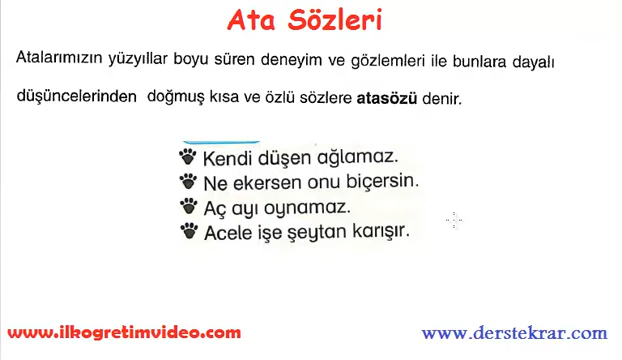 Ata Sözleri
Atalarımızın yüzyıllar boyu süren deneyim ve gözlemleri ile bunlara dayalı
düşüncelerinden doğmuş kısa ve özlü sözlere atasözü denir.
Kendi düşen ağlamaz.
Ne ekersen onu biçersin.
Aç ayı oynamaz.
Acele işe şeytan karışır.
www.ilkogretimvideo.com
www.derstekrar.com